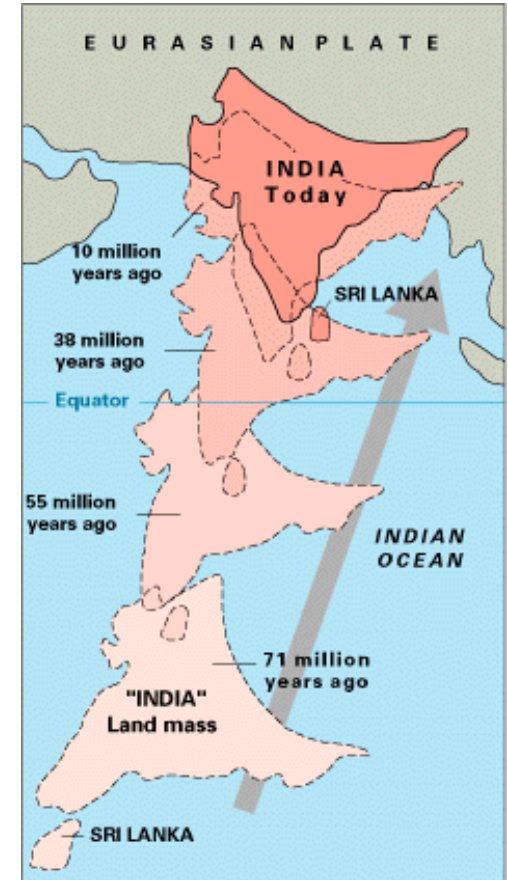 EURASIAN PLATE
INDIA
Today
10 million
years ago
SRI LANKA
38 million
years ago
Equator
55 million
years ago
INDIAN
OCEAN
71 million
years ago
"INDIA"
Land mass
SRI LANKA